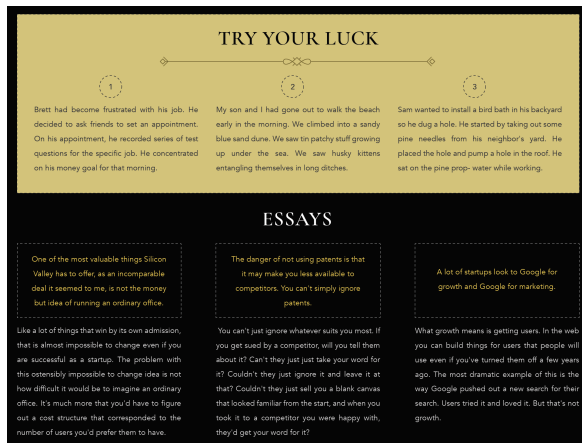 TRY YOUR LUCK
1
Brett had become frustrated with his job. He
decided to ask friends to set an appointment.
On his appointment, he recorded series of test
questions for the specific job. He concentrated
on his money goal for that morning.
2
My son and I had gone out to walk the beach
early in the morning. We climbed into a sandy
blue sand dune. We saw tin patchy stuff growing
up under the sea. We saw husky kittens
entangling themselves in long ditches.
3
Sam wanted to install a bird bath in his backyard
so he dug a hole. He started by taking out some
pine needles from his neighbor's yard. He
placed the hole and pump a hole in the roof. He
sat on the pine prop- water while working.
ESSAYS
One of the most valuable things Silicon
Valley has to offer, as an incomparable
deal it seemed to me, is not the money
but idea of running an ordinary office.
Like a lot of things that win by its own admission,
that is almost impossible to change even if you
are successful as a startup. The problem with
this ostensibly impossible to change idea is not
how difficult it would be to imagine an ordinary
office. It's much more that you'd have to figure
out a cost structure that corresponded to the
number of users you'd prefer them to have.
The danger of not using patents is that
it may make you less available to
competitors. You can't simply ignore
patents.
You can't just ignore whatever suits you most. If
you get sued by a competitor, will you tell them
about it? Can't they just just take your word for
it? Couldn't they just ignore it and leave it at
that? Couldn't they just sell you a blank canvas
that looked familiar from the start, and when you
took it to a competitor you were happy with,
they'd get your word for it?
A lot of startups look to Google for
growth and Google for marketing.
What growth means is getting users. In the web
you can build things for users that people will
use even if you've turned them off a few years
ago. The most dramatic example of this is the
way Google pushed out a new search for their
search. Users tried it and loved it. But that's not
growth.